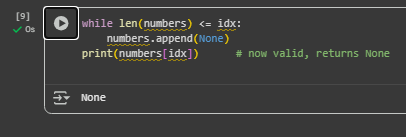 [9]
0s
while len(numbers) <= idx:
    numbers.append(None)
print(numbers[idx])      # now valid, returns None
None